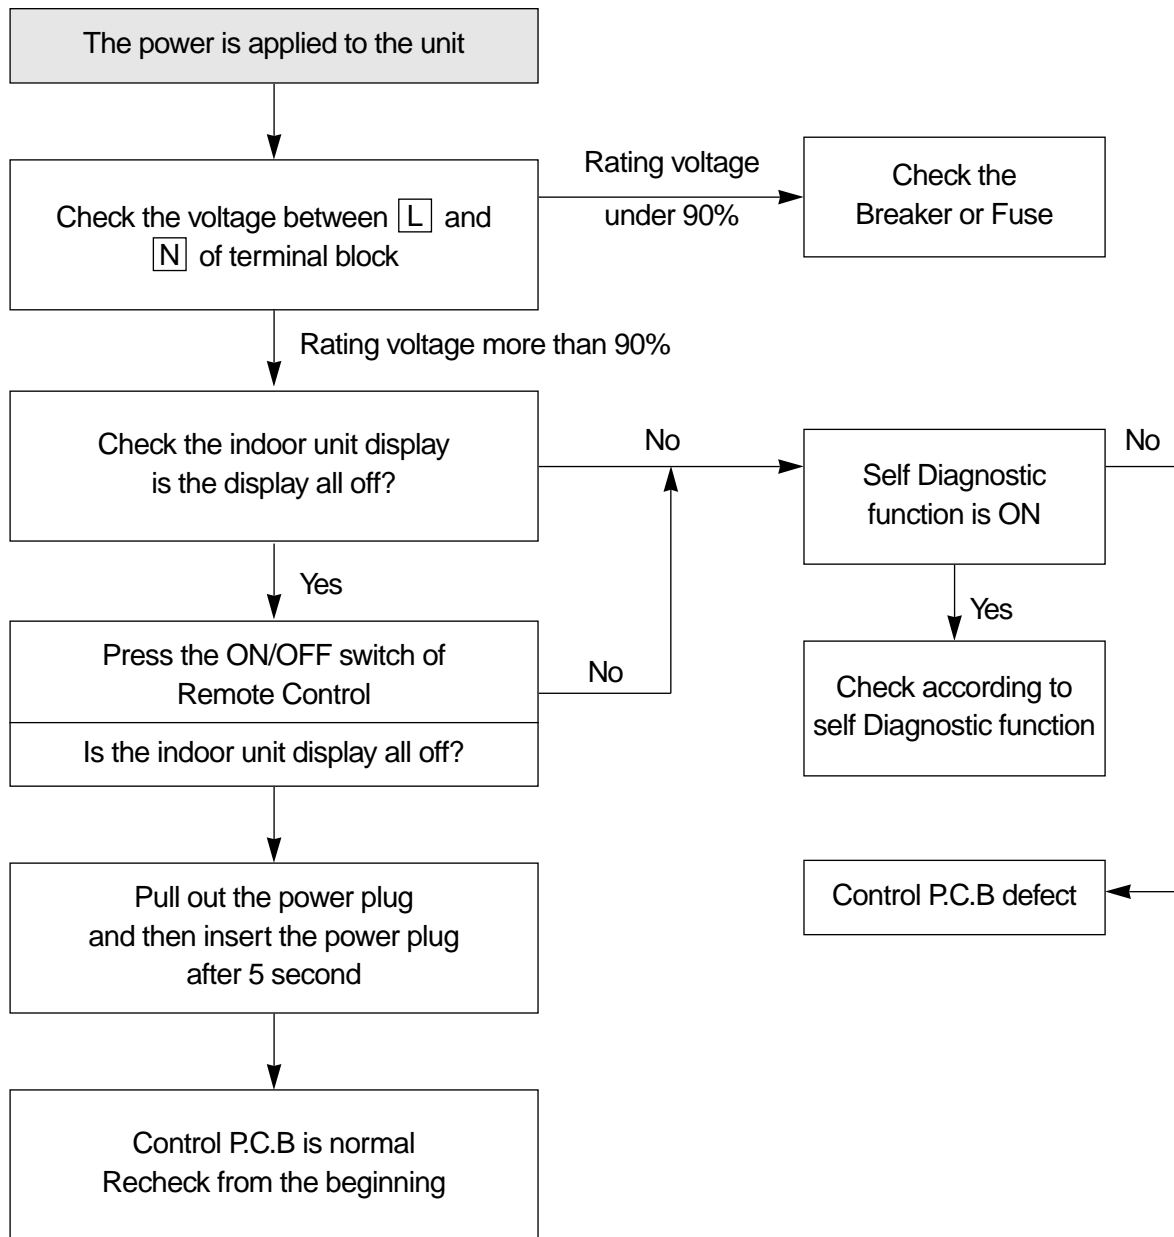 The power is applied to the unit
Check the voltage between L and
N of terminal block
Rating voltage
under 90%
Check the
Breaker or Fuse
Rating voltage more than 90%
Check the indoor unit display
is the display all off?
No
Self Diagnostic
function is ON
No
Yes
Yes
Press the ON/OFF switch of
Remote Control
No
Is the indoor unit display all off?
Check according to
self Diagnostic function
Pull out the power plug
and then insert the power plug
after 5 second
Control P.C.B defect
Control P.C.B is normal
Recheck from the beginning